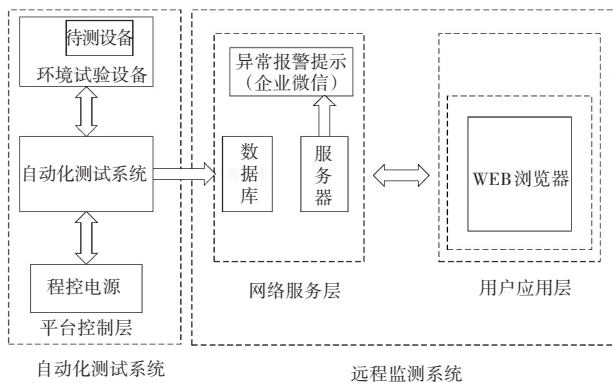 待测设备
环境试验设备
自动化测试系统
程控电源
平台控制层
自动化测试系统
异常报警提示
（企业微信）
数据库
服务器
网络服务层
WEB浏览器
用户应用层
远程监测系统